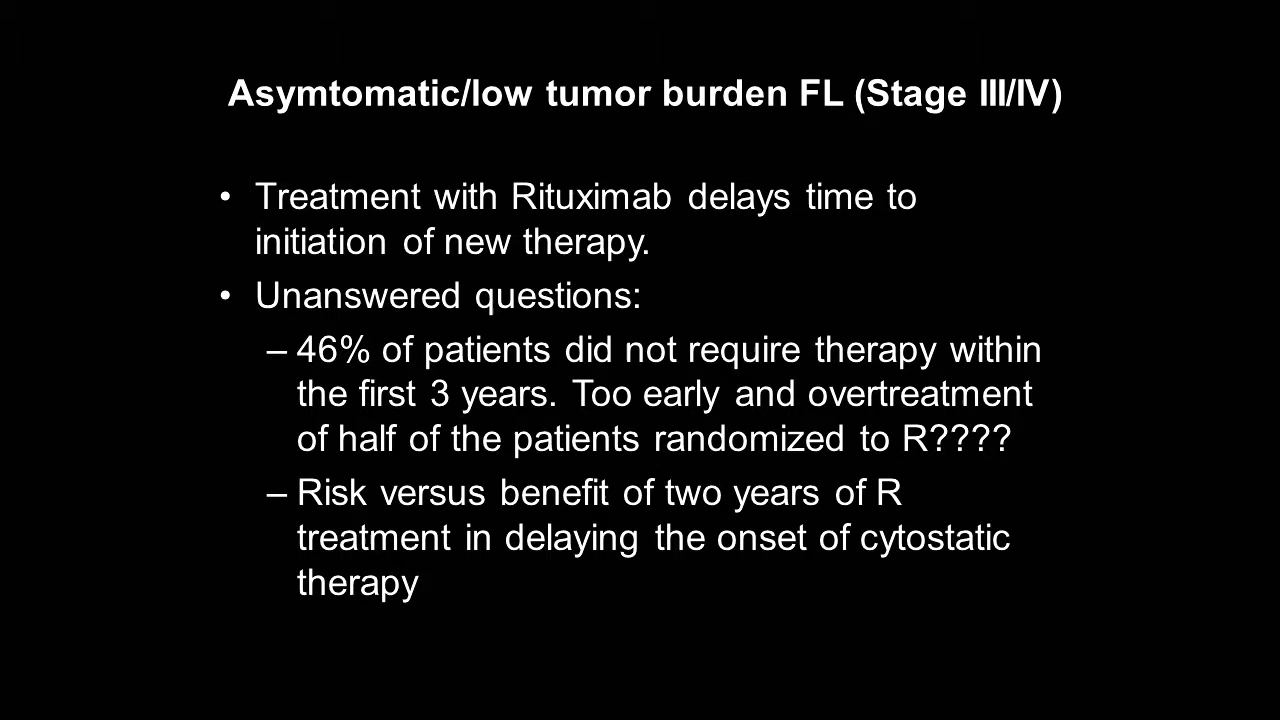 Asymtomatic/low tumor burden FL (Stage III/IV)
• Treatment with Rituximab delays time to
initiation of new therapy.
• Unanswered questions:
– 46% of patients did not require therapy within
the first 3 years. Too early and overtreatment
of half of the patients randomized to R????
– Risk versus benefit of two years of R
treatment in delaying the onset of cytostatic
therapy